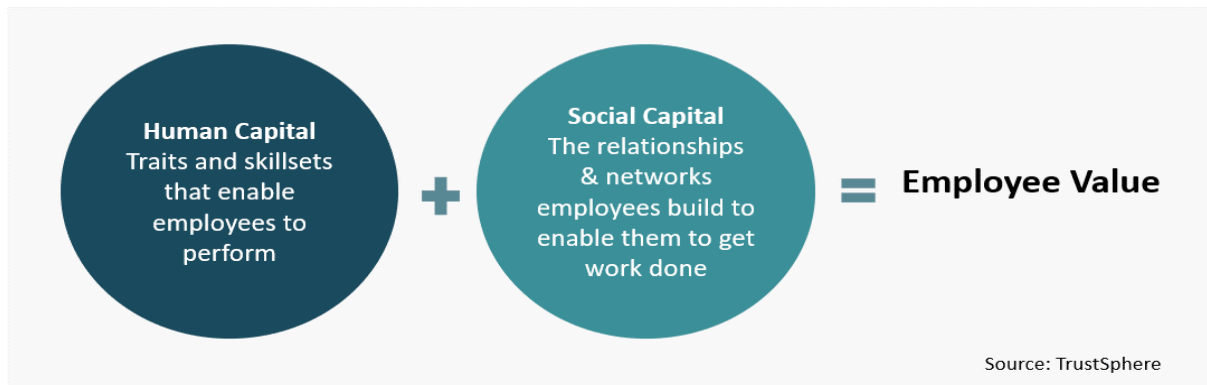 Human Capital
Traits and skillsets
that enable
employees to
perform
+
Social Capital
The relationships
& networks
employees build to
enable them to get
work done
=
Employee Value
Source: TrustSphere